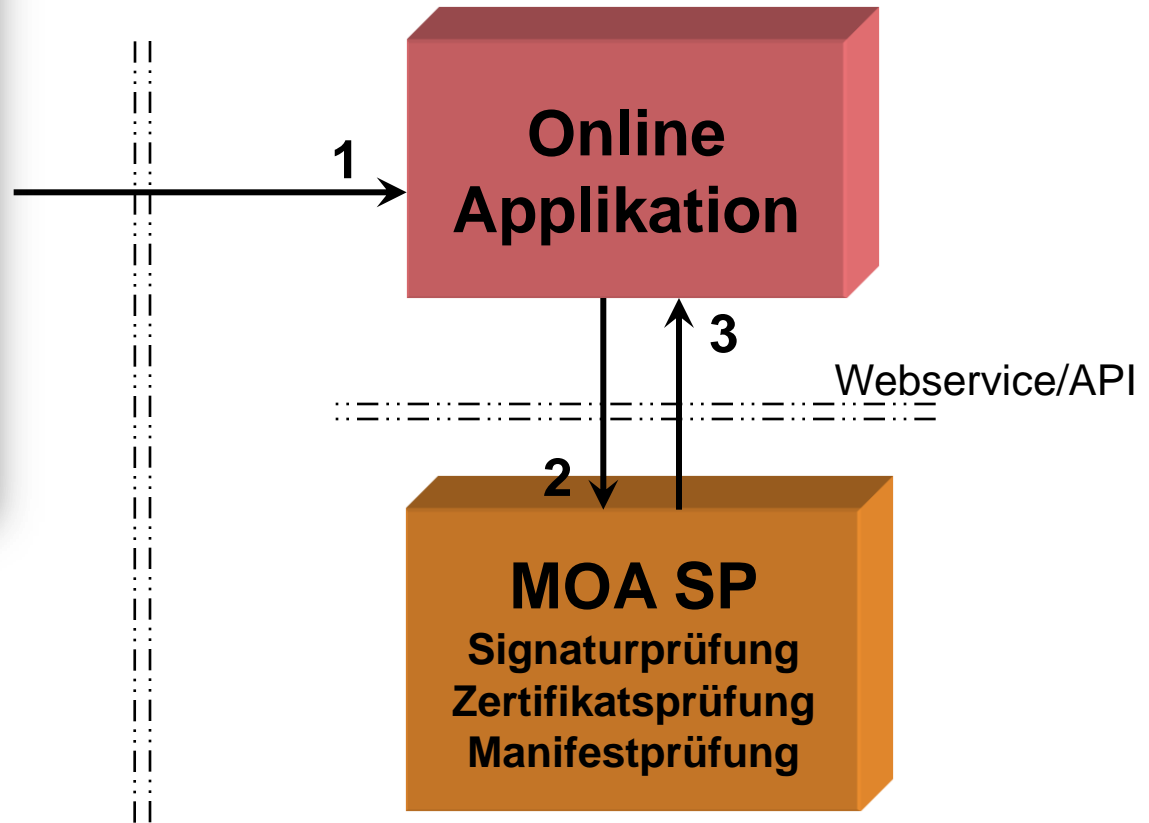 Online
Applikation
1
3
Webservice/API
2
MOA SP
Signaturprüfung
Zertifikatsprüfung
Manifestprüfung